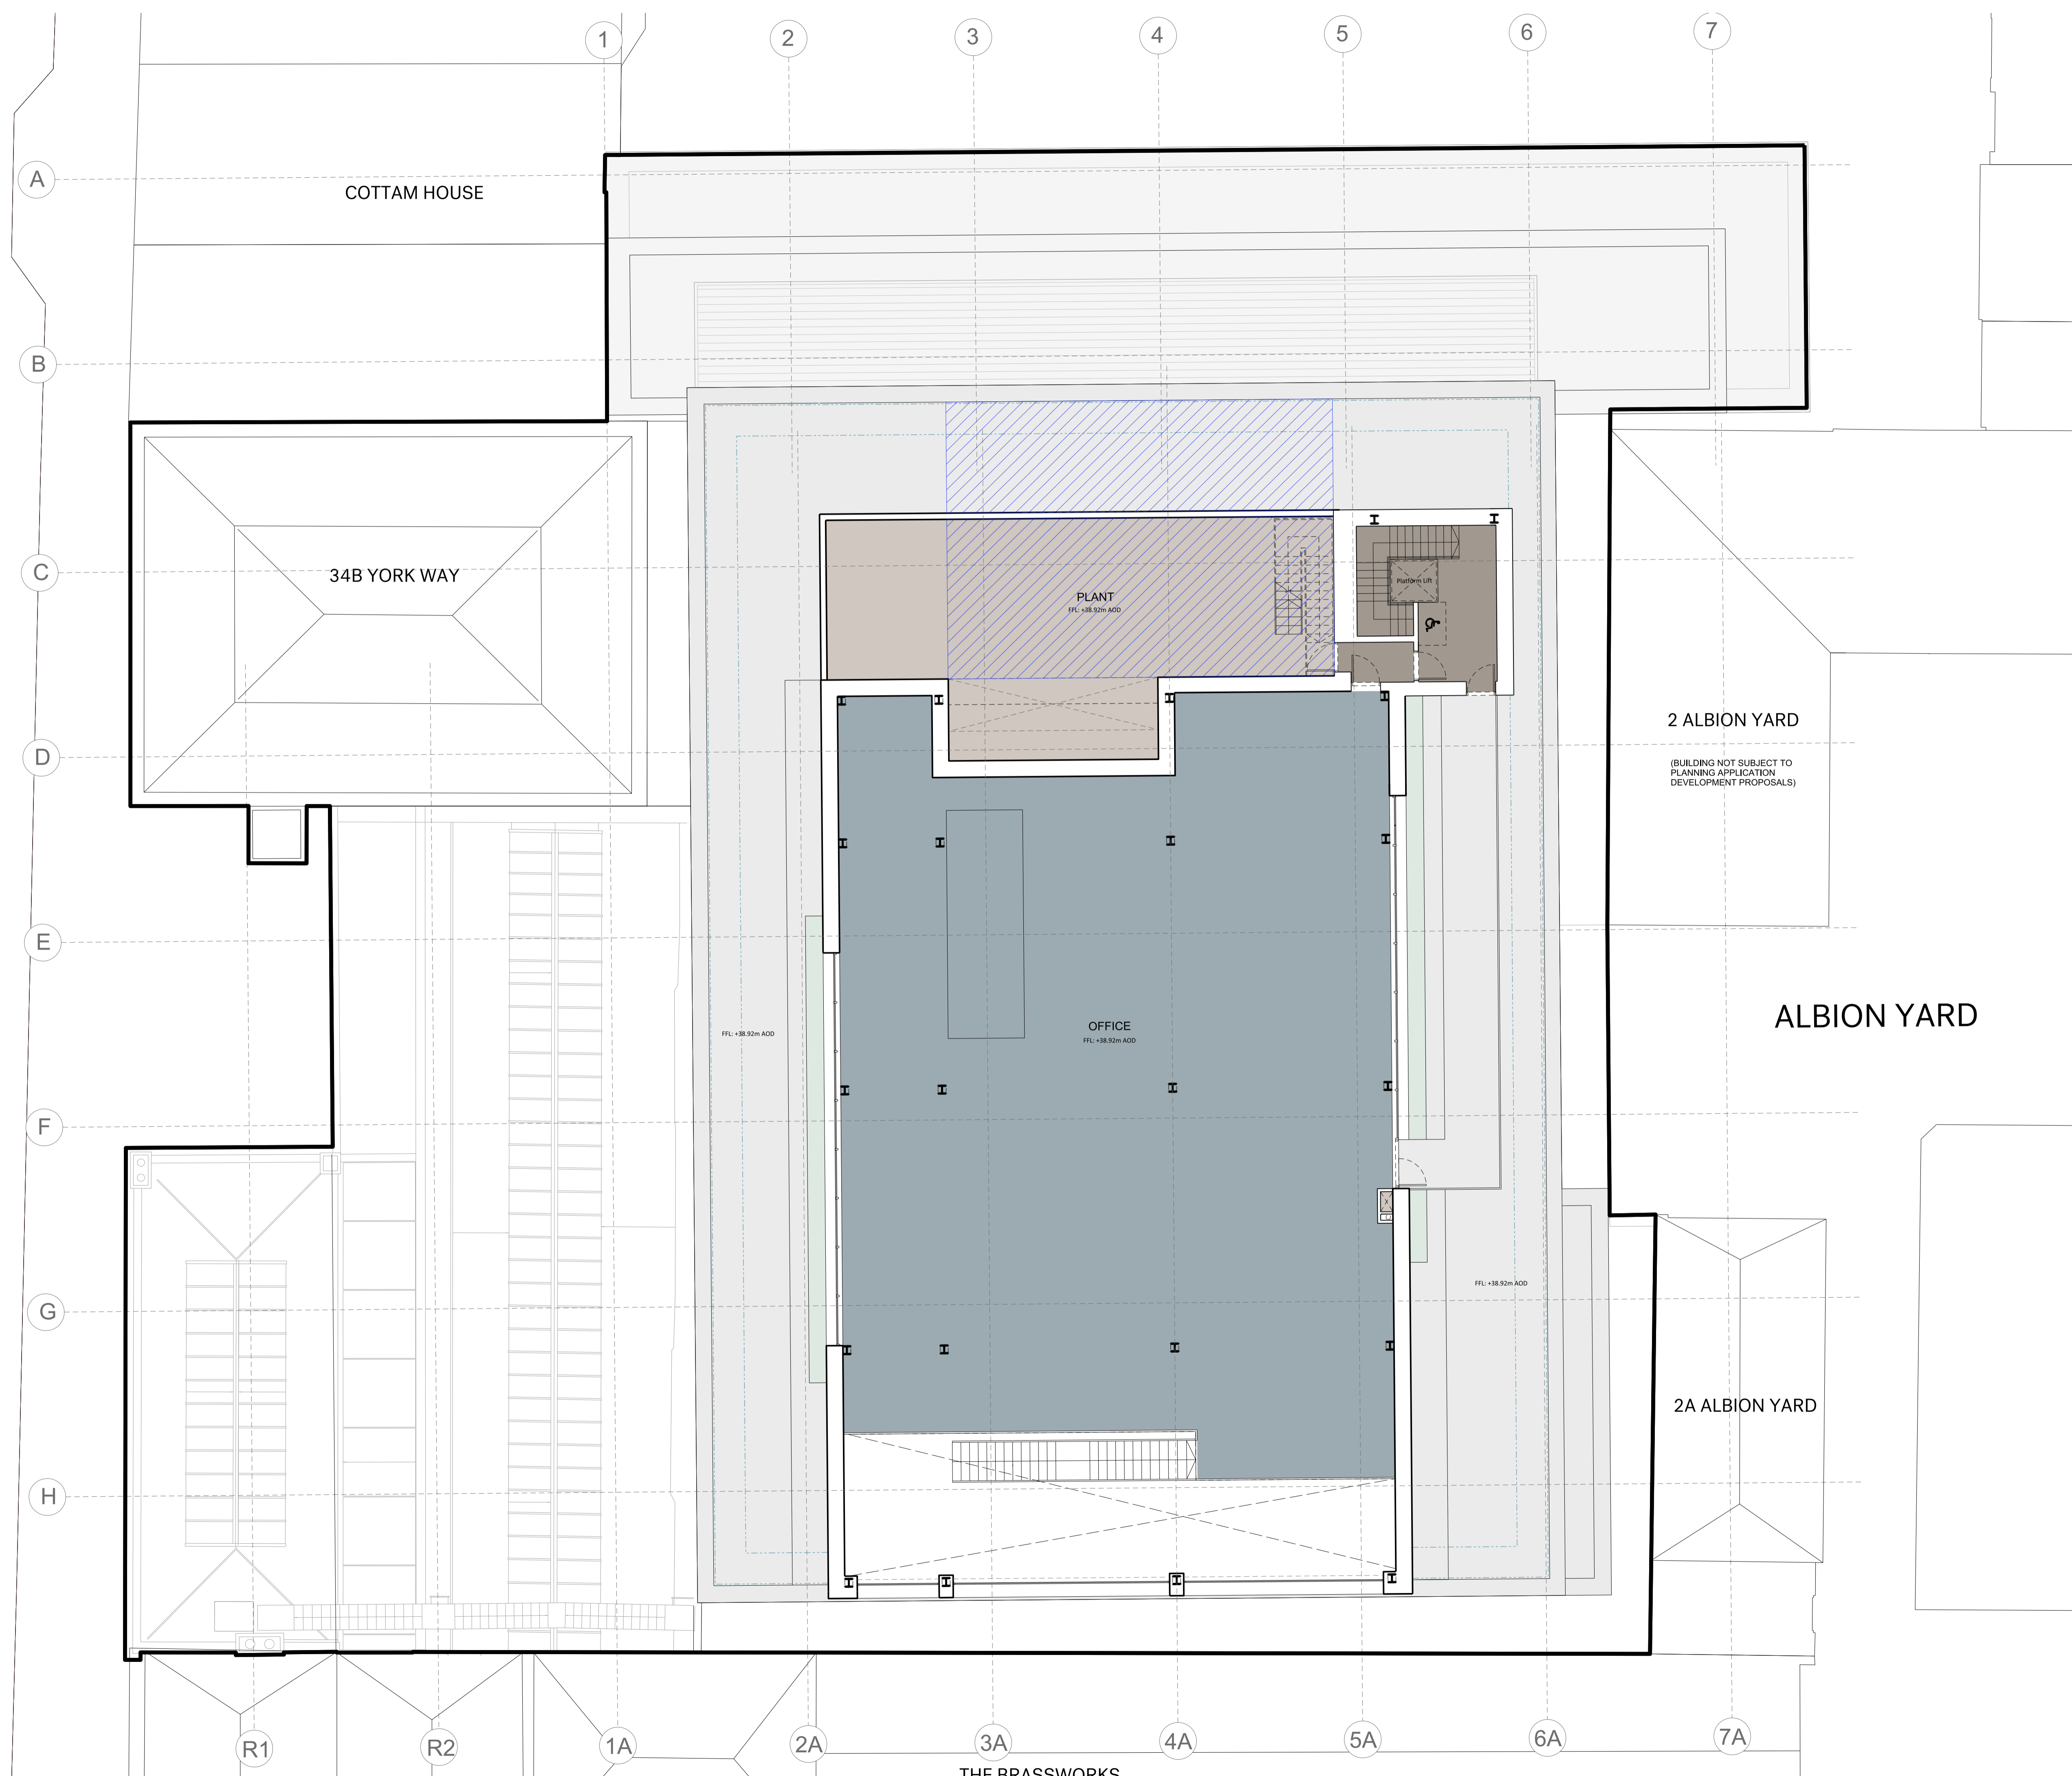 1 2 3 4 5 6 7
A
COTTAM HOUSE
B
C
34B YORK WAY
Platform Lift
PLANT
FFL: +38.92m AOD
2 ALBION YARD
D
(BUILDING NOT SUBJECT TO
PLANNING APPLICATION
DEVELOPMENT PROPOSALS)
E
ALBION YARD
OFFICE
FFL: +38.92m AOD
FFL: +38.92m AOD
F
FFL: +38.92m AOD
G
2A ALBION YARD
H
R1 R2 1A 2A 3A 4A 5A 6A 7A
THE BRASSWORKS